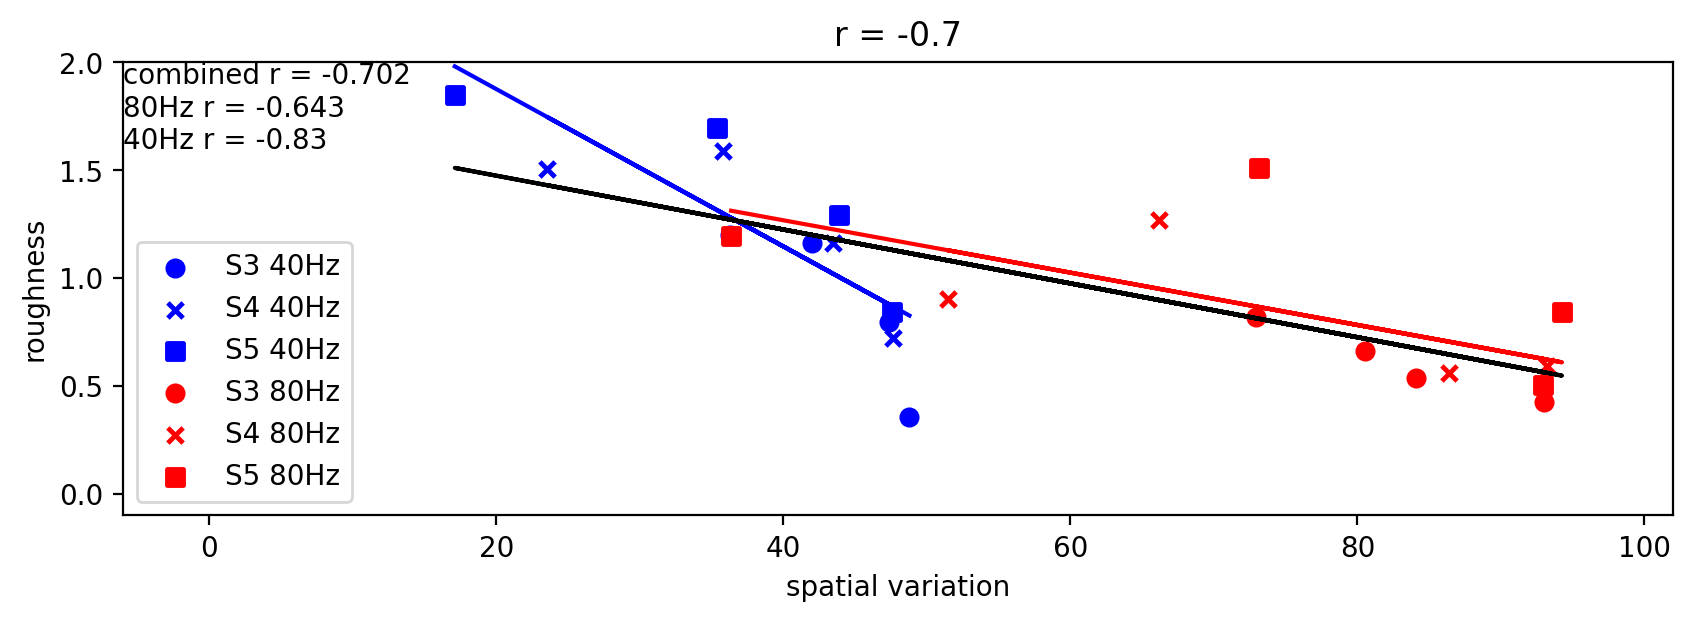 r = -0.7
combined r = -0.702
80Hz r = -0.643
40Hz r = -0.83
2.0
1.5
1.0
0.5
0.0
roughness
S3 40Hz
S4 40Hz
S5 40Hz
S3 80Hz
S4 80Hz
S5 80Hz
0 20 40 60 80 100
spatial variation